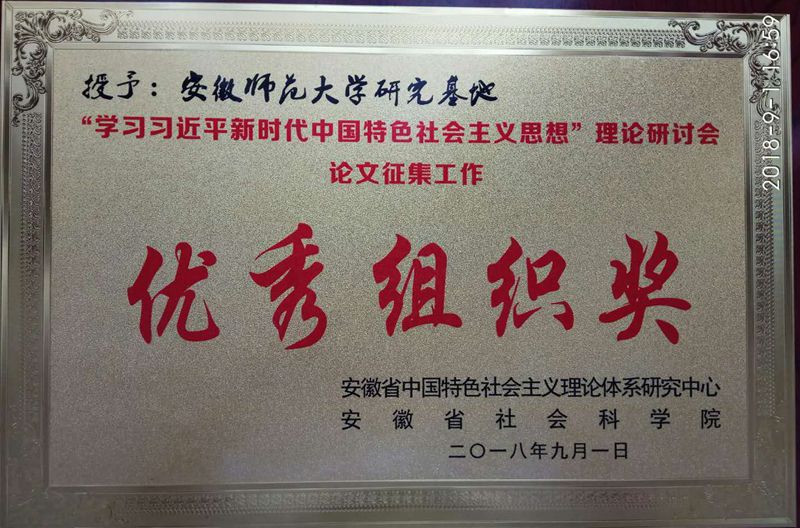 授予：安徽师范大学研究基地
“学习习近平新时代中国特色社会主义思想”理论研讨会
论文征集工作
优秀组织奖
安徽省中国特色社会主义理论体系研究中心
安徽省社会科学院
二〇一八年九月一日
2018-9-1 16:59